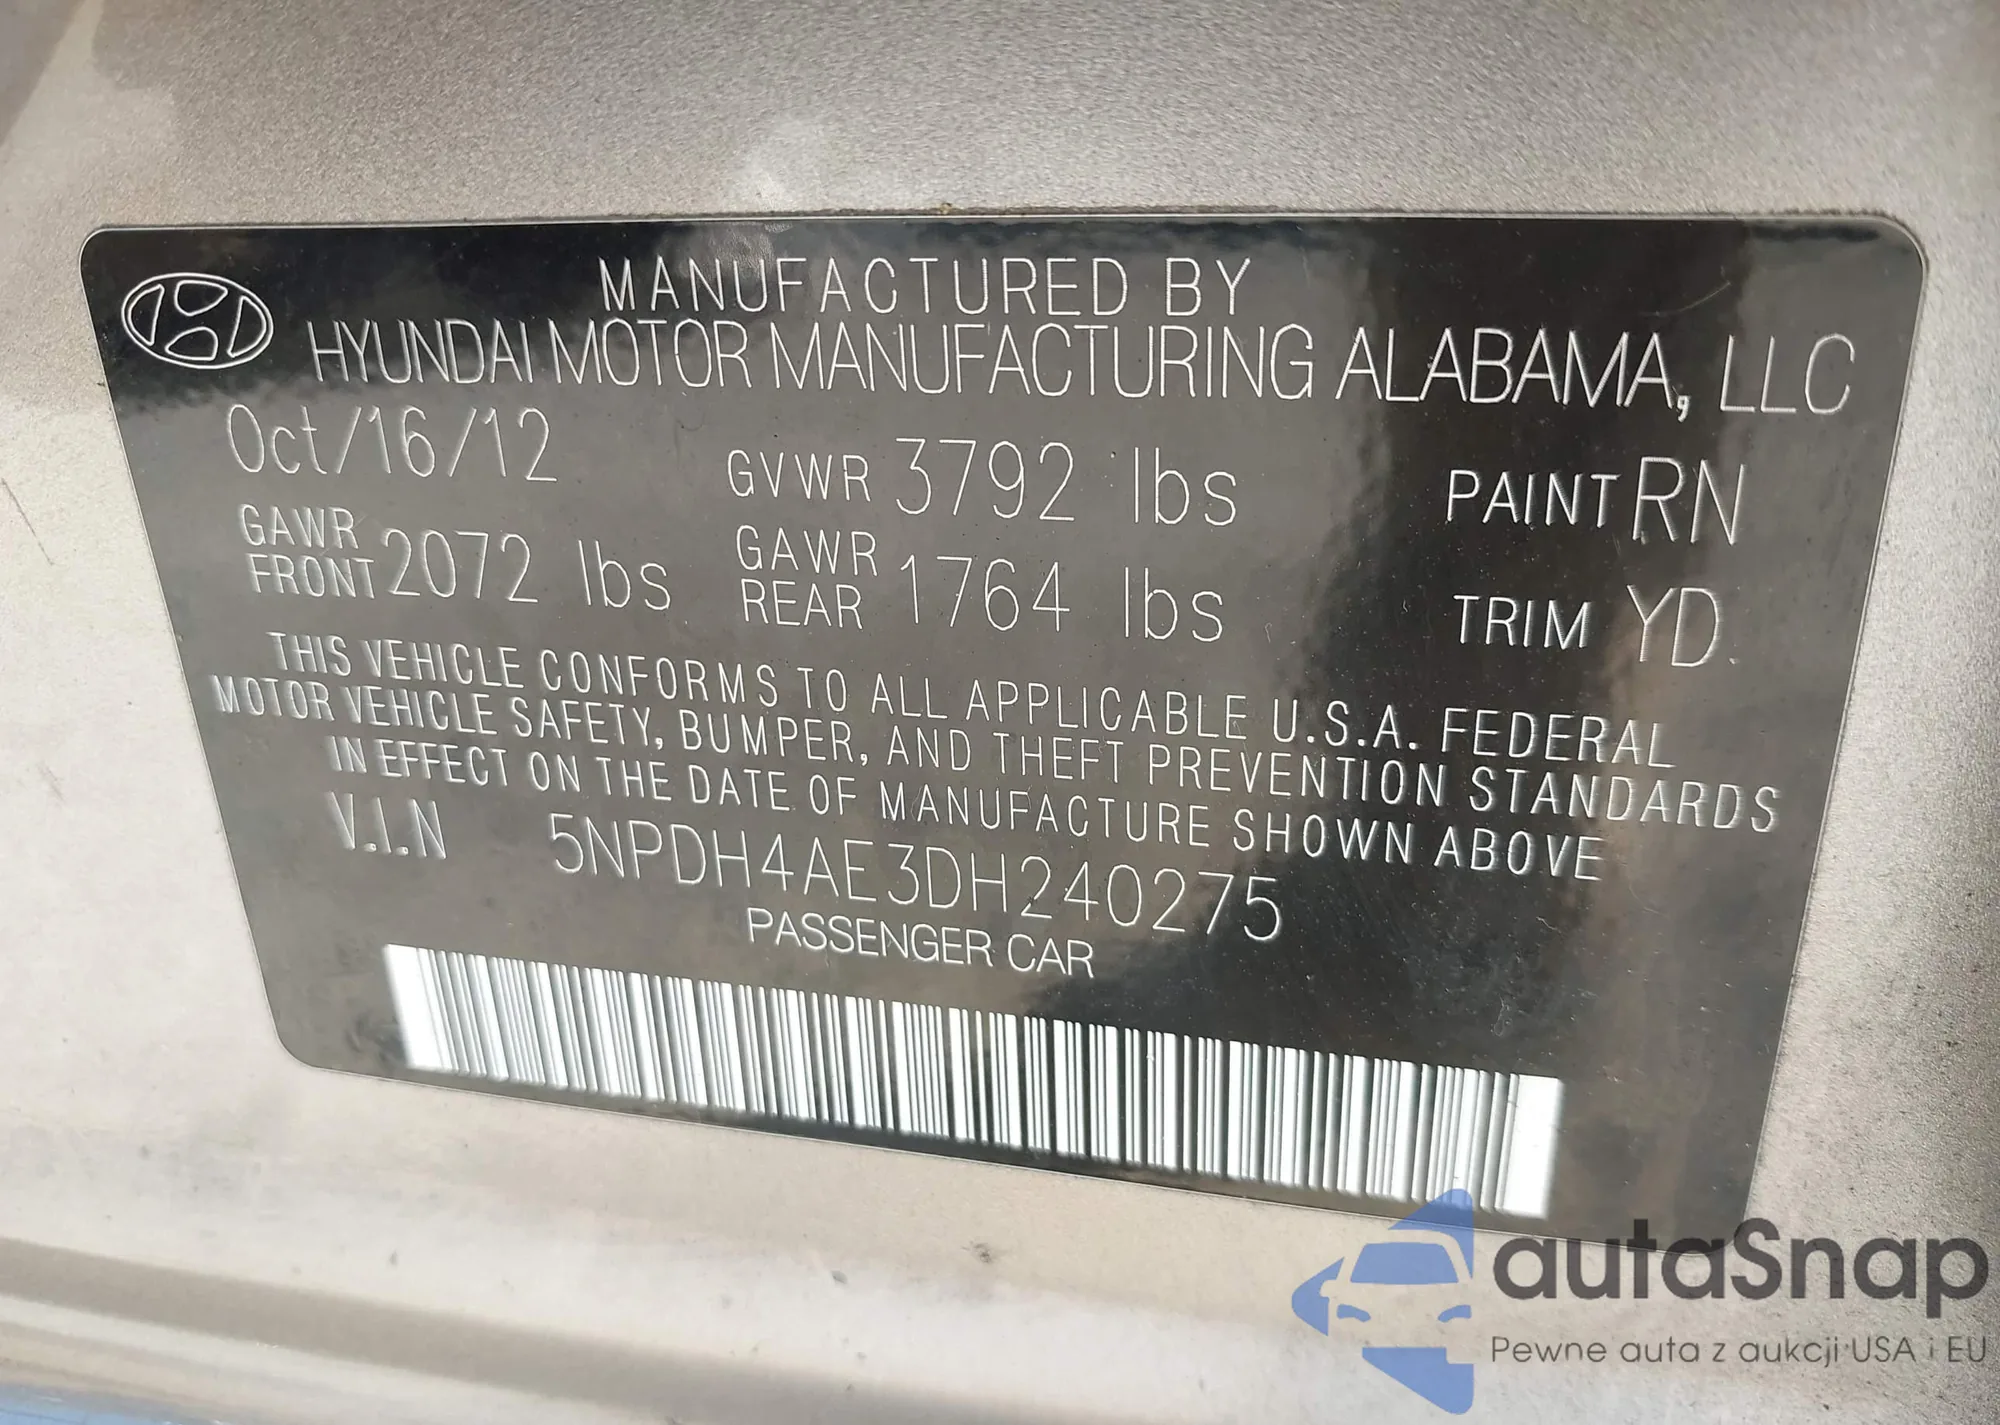 MANUFACTURED BY
HYUNDAI MOTOR MANUFACTURING ALABAMA, LLC
Oct/16/12 GVWR 3792 lbs PAINT RN
GAWR FRONT 2072 lbs GAWR REAR 1764 lbs TRIM YD
THIS VEHICLE CONFORMS TO ALL APPLICABLE U.S.A. FEDERAL
MOTOR VEHICLE SAFETY, BUMPER, AND THEFT PREVENTION STANDARDS
IN EFFECT ON THE DATE OF MANUFACTURE SHOWN ABOVE
V.I.N 5NPDH4AE3DH240275
PASSENGER CAR
autaSnap
Pewne auta z aukcji USA i EU